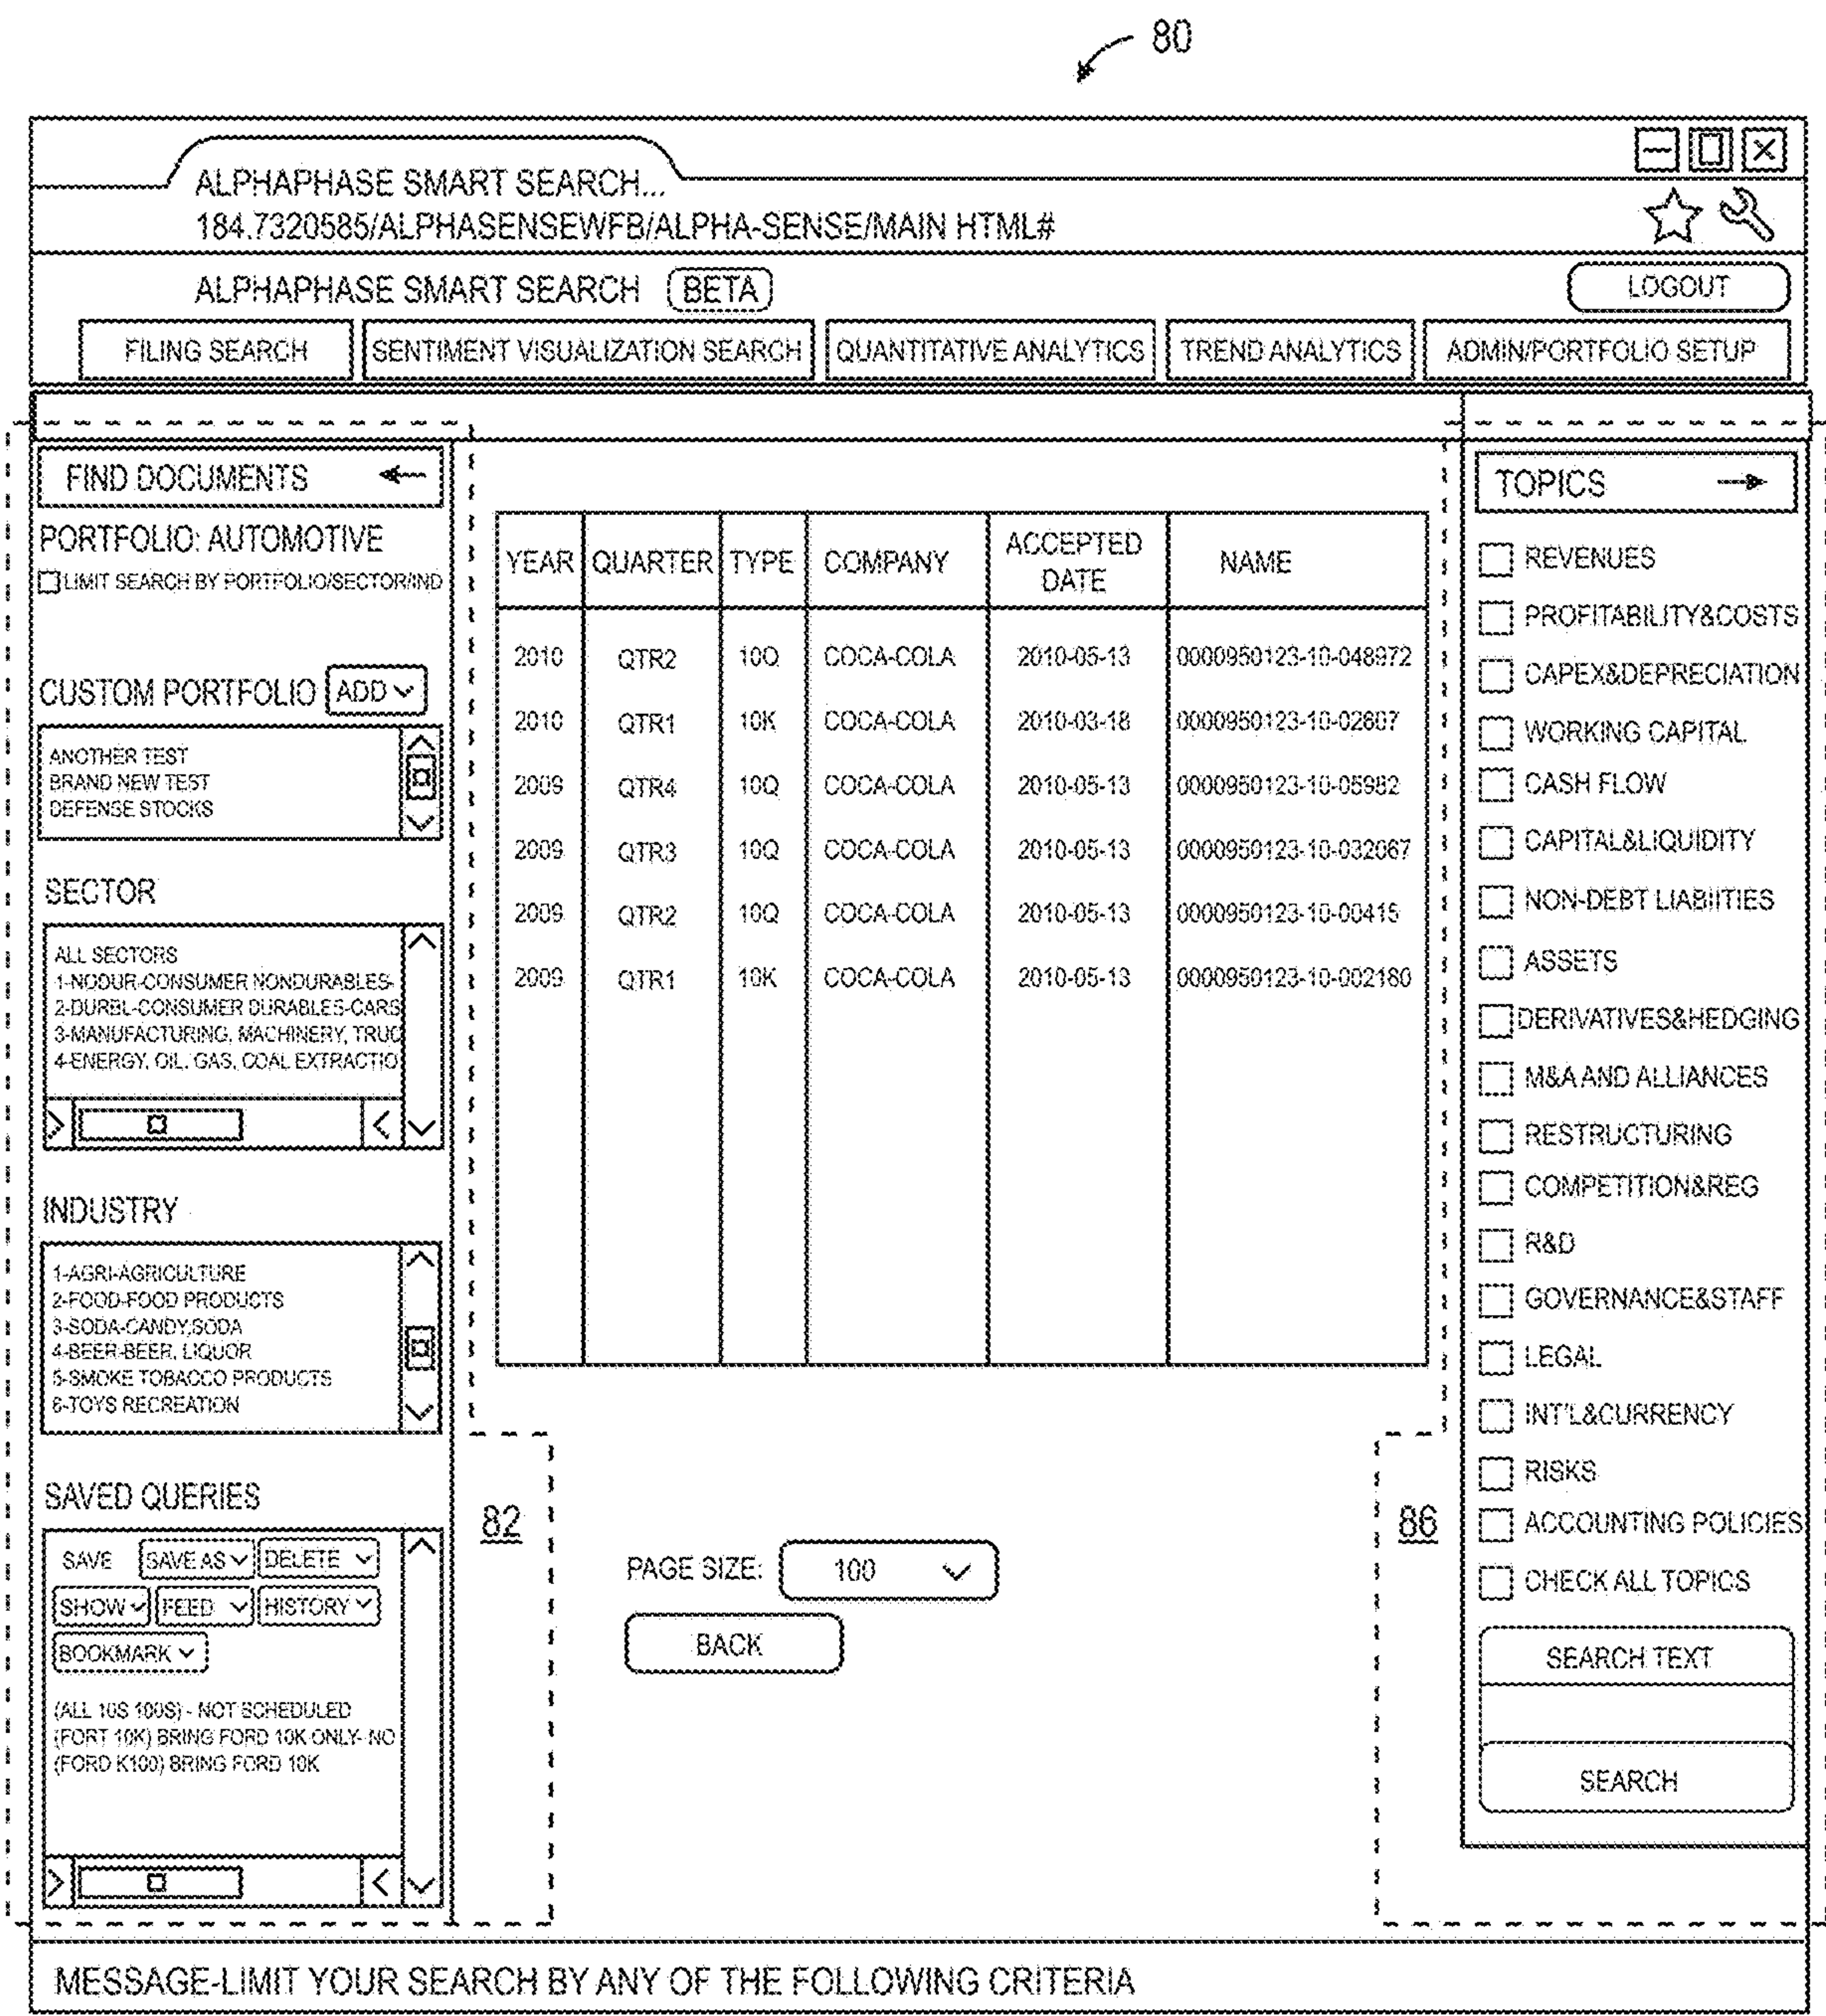 80
ALPHAPHASE SMART SEARCH...
184.7320585/ALPHASENSEWFB/ALPHA-SENSE/MAIN HTML#
ALPHAPHASE SMART SEARCH BETA LOGOUT
FILING SEARCH SENTIMENT VISUALIZATION SEARCH QUANTITATIVE ANALYTICS TREND ANALYTICS ADMIN/PORTFOLIO SETUP
FIND DOCUMENTS
PORTFOLIO: AUTOMOTIVE
LIMIT SEARCH BY PORTFOLIO/SECTOR/IND
CUSTOM PORTFOLIO ADD
ANOTHER TEST
BRAND NEW TEST
DEFENSE STOCKS
SECTOR
ALL SECTORS
1-NODUR-CONSUMER NONDURABLES-
2-DURBL-CONSUMER DURABLES-CARS
3-MANUFACTURING, MACHINERY, TRUC
4-ENERGY, OIL, GAS, COAL EXTRACTIO
INDUSTRY
1-AGRI-AGRICULTURE
2-FOOD-FOOD PRODUCTS
3-SODA-CANDY,SODA
4-BEER-BEER, LIQUOR
5-SMOKE TOBACCO PRODUCTS
6-TOYS RECREATION
SAVED QUERIES
SAVE SAVE AS DELETE
SHOW FEED HISTORY
BOOKMARK
(ALL 10S 100S) - NOT SCHEDULED
(FORT 10K) BRING FORD 10K ONLY- NO
(FORD K100) BRING FORD 10K
82
YEAR QUARTER TYPE COMPANY ACCEPTED DATE NAME
2010 QTR2 10Q COCA-COLA 2010-05-13 0000950123-10-048972
2010 QTR1 10K COCA-COLA 2010-03-18 0000950123-10-02607
2009 QTR4 10Q COCA-COLA 2010-05-13 0000950123-10-05982
2009 QTR3 10Q COCA-COLA 2010-05-13 0000950123-10-032067
2009 QTR2 10Q COCA-COLA 2010-05-13 0000950123-10-00415
2009 QTR1 10K COCA-COLA 2010-05-13 0000950123-10-002180
PAGE SIZE: 100
BACK
86
TOPICS
REVENUES
PROFITABILITY&COSTS
CAPEX&DEPRECIATION
WORKING CAPITAL
CASH FLOW
CAPITAL&LIQUIDITY
NON-DEBT LIABIITIES
ASSETS
DERIVATIVES&HEDGING
M&A AND ALLIANCES
RESTRUCTURING
COMPETITION&REG
R&D
GOVERNANCE&STAFF
LEGAL
INT'L&CURRENCY
RISKS
ACCOUNTING POLICIES
CHECK ALL TOPICS
SEARCH TEXT
SEARCH
MESSAGE-LIMIT YOUR SEARCH BY ANY OF THE FOLLOWING CRITERIA